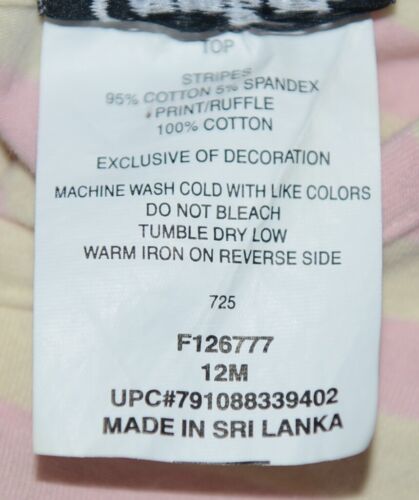 TOP
STRIPES
95% COTTON 5% SPANDEX
PRINT/RUFFLE
100% COTTON
EXCLUSIVE OF DECORATION
MACHINE WASH COLD WITH LIKE COLORS
DO NOT BLEACH
TUMBLE DRY LOW
WARM IRON ON REVERSE SIDE
725
F126777
12M
UPC#791088339402
MADE IN SRI LANKA